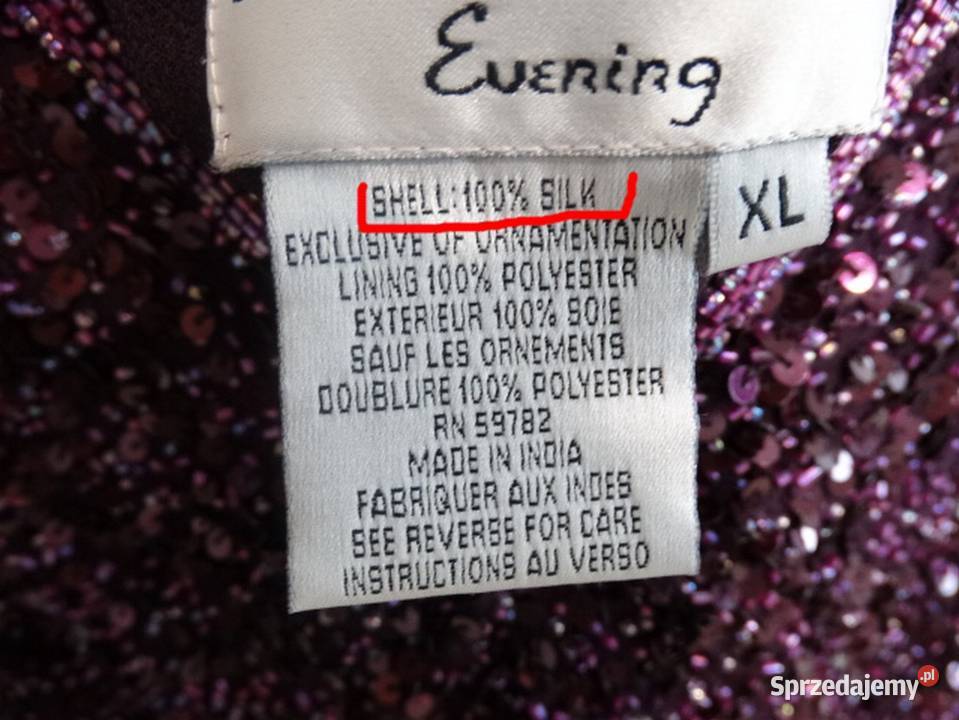 Evening
XL
SHELL: 100% SILK
EXCLUSIVE OF ORNAMENTATION
LINING 100% POLYESTER
EXTERIEUR 100% SOIE
SAUF LES ORNEMENTS
DOUBLURE 100% POLYESTER
RN 59782
MADE IN INDIA
FABRIQUER AUX INDES
SEE REVERSE FOR CARE
INSTRUCTIONS AU VERSO
Sprzedajemy.pl